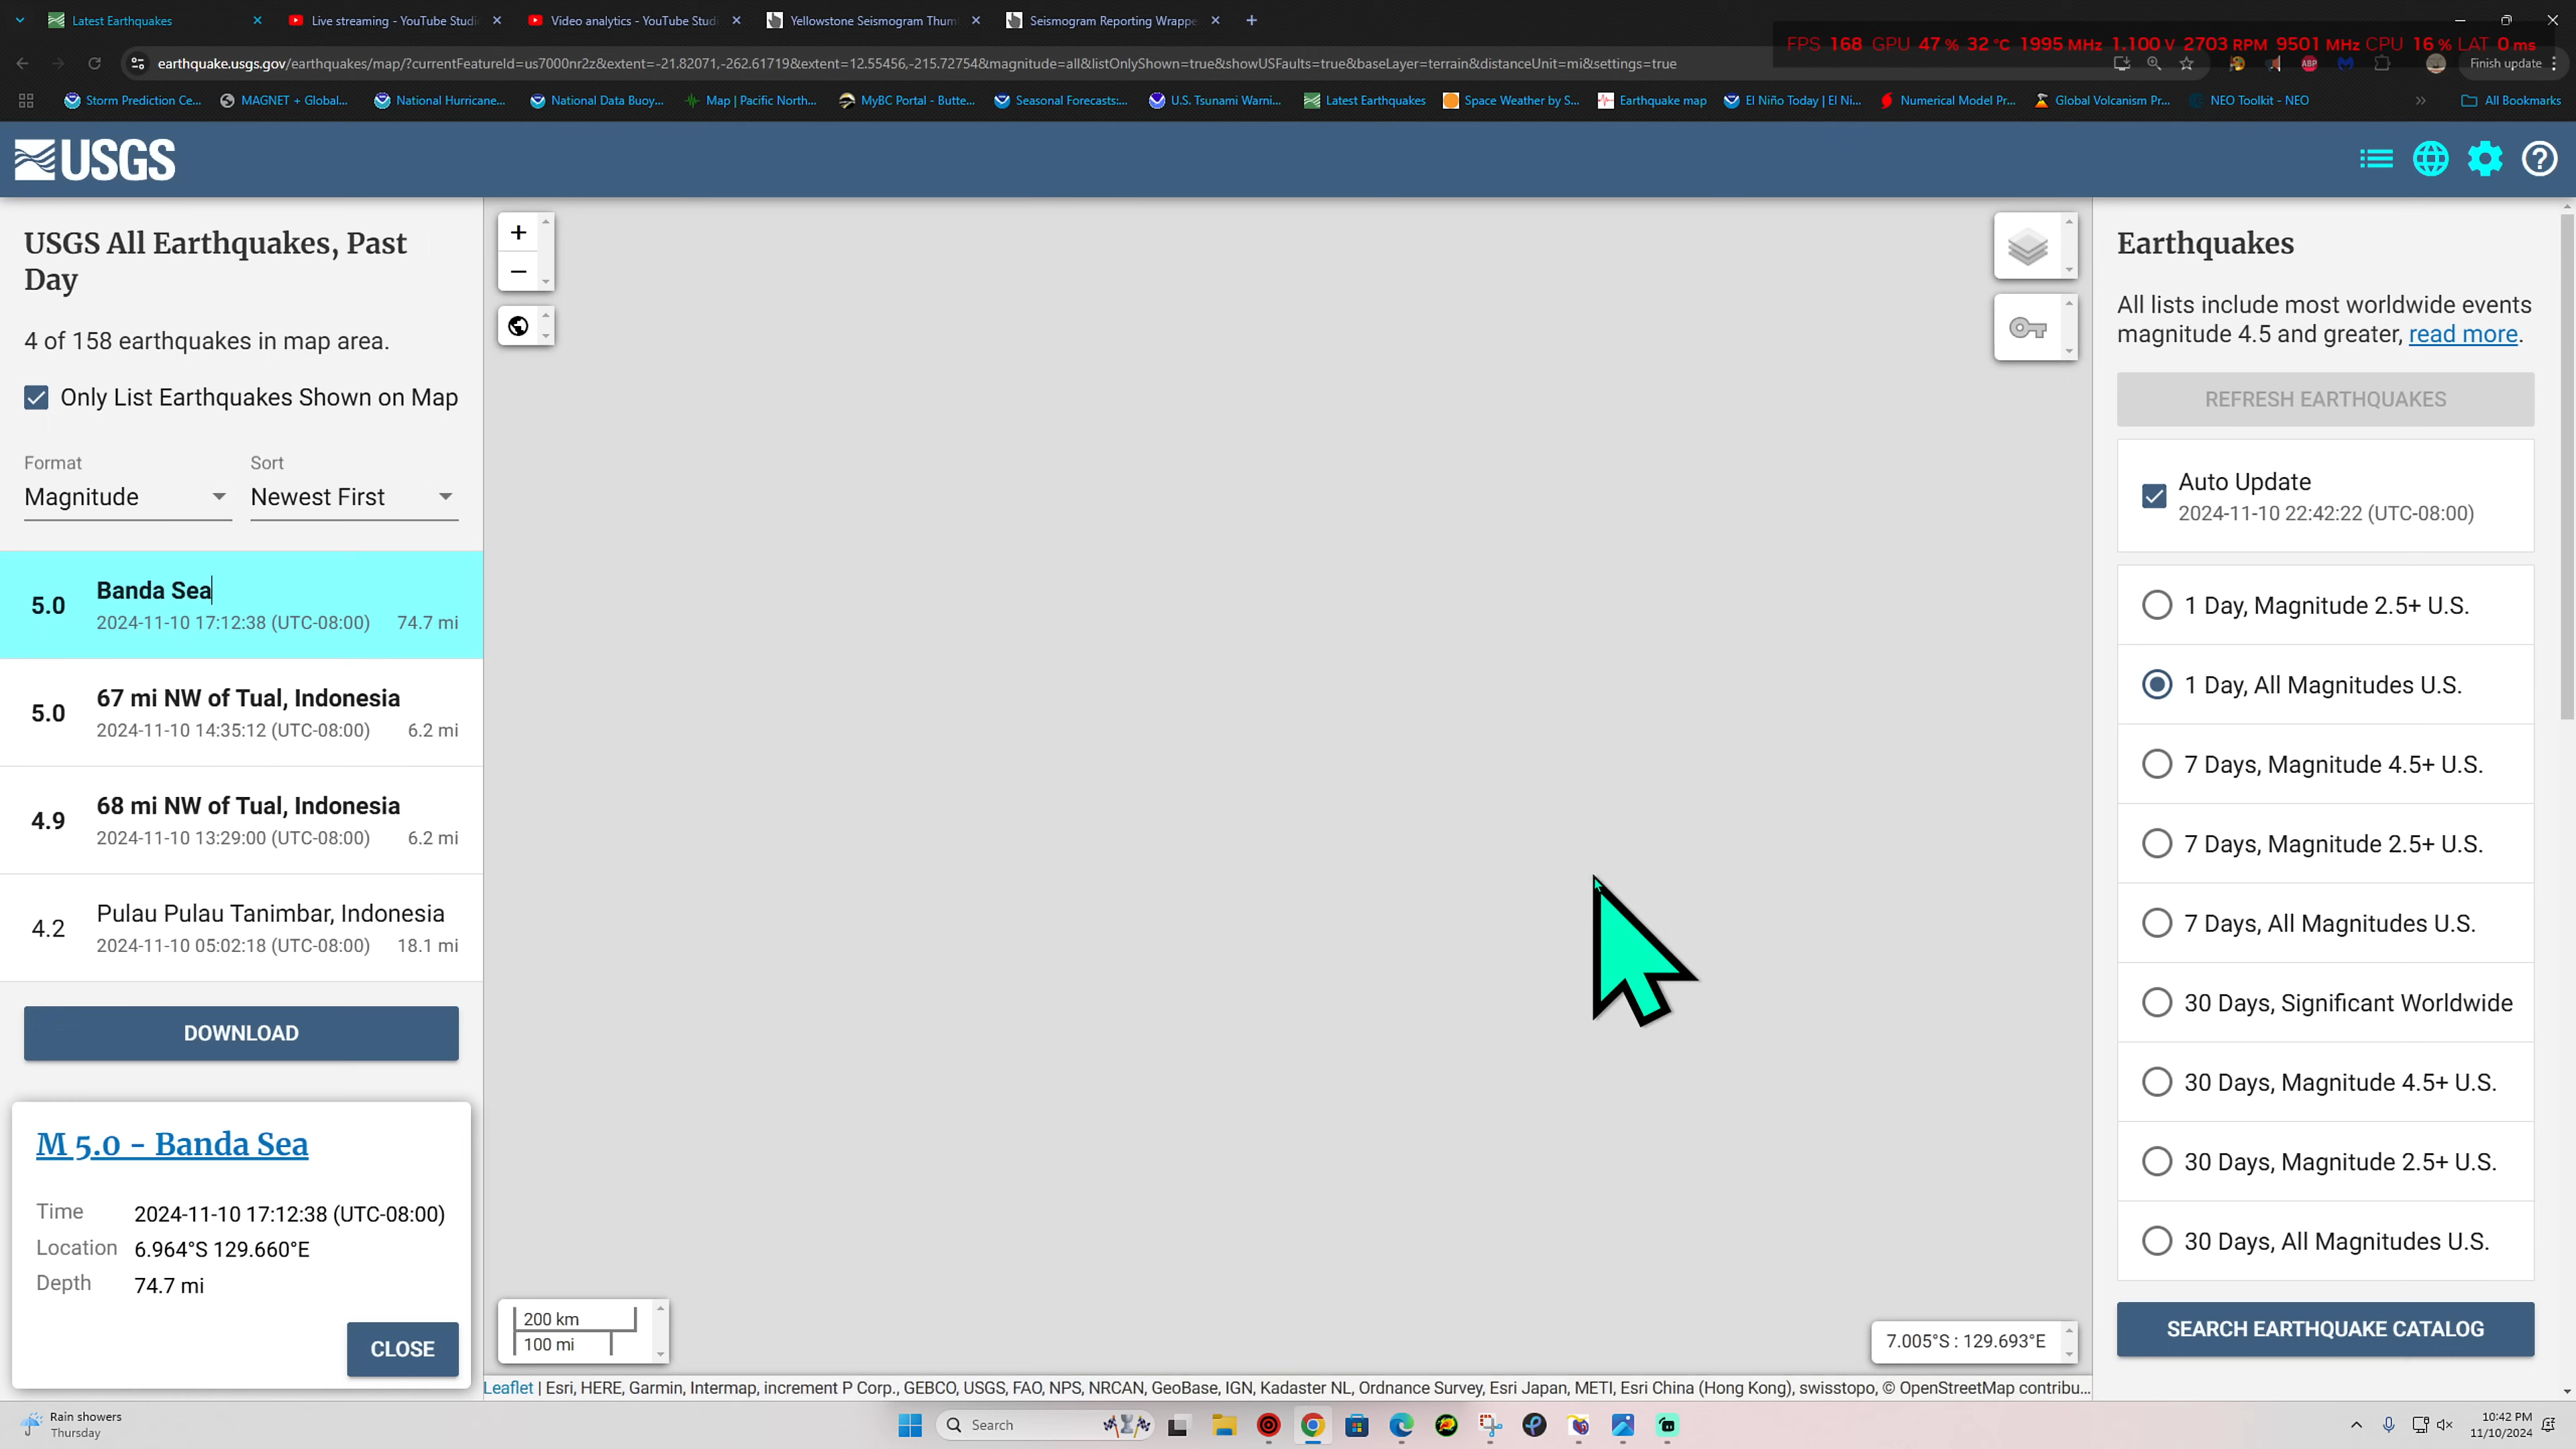 Latest Earthquakes
Live streaming - YouTube Studi
Video analytics - YouTube Studi
Yellowstone Seismogram Thum
Seismogram Reporting Wrappe
FPS 168 GPU 47 % 32 °C 1995 MHz 1.100 V 2703 RPM 9501 MHz CPU 16 % LAT 0 ms
earthquake.usgs.gov/earthquakes/map/?currentFeatureId=us7000nr2z&extent=-21.82071,-262.61719&extent=12.55456,-215.72754&magnitude=all&listOnlyShown=true&showUSFaults=true&baseLayer=terrain&distanceUnit=mi&settings=true
ABP
Finish update
Storm Prediction Ce...
MAGNET + Global...
National Hurricane...
National Data Buoy...
Map | Pacific North...
MyBC Portal - Butte...
Seasonal Forecasts:...
U.S. Tsunami Warni...
Latest Earthquakes
Space Weather by S...
Earthquake map
El Niño Today | El Ni...
Numerical Model Pr...
Global Volcanism Pr...
NEO Toolkit - NEO
All Bookmarks
USGS
USGS All Earthquakes, Past
Day
4 of 158 earthquakes in map area.
Only List Earthquakes Shown on Map
Format
Sort
Magnitude
Newest First
5.0
Banda Sea
2024-11-10 17:12:38 (UTC-08:00) 74.7 mi
5.0
67 mi NW of Tual, Indonesia
2024-11-10 14:35:12 (UTC-08:00) 6.2 mi
4.9
68 mi NW of Tual, Indonesia
2024-11-10 13:29:00 (UTC-08:00) 6.2 mi
4.2
Pulau Pulau Tanimbar, Indonesia
2024-11-10 05:02:18 (UTC-08:00) 18.1 mi
DOWNLOAD
M 5.0 - Banda Sea
Time 2024-11-10 17:12:38 (UTC-08:00)
Location 6.964°S 129.660°E
Depth 74.7 mi
CLOSE
+
−
200 km
100 mi
7.005°S : 129.693°E
Leaflet | Esri, HERE, Garmin, Intermap, increment P Corp., GEBCO, USGS, FAO, NPS, NRCAN, GeoBase, IGN, Kadaster NL, Ordnance Survey, Esri Japan, METI, Esri China (Hong Kong), swisstopo, © OpenStreetMap contribu...
Earthquakes
All lists include most worldwide events
magnitude 4.5 and greater, read more.
REFRESH EARTHQUAKES
Auto Update
2024-11-10 22:42:22 (UTC-08:00)
1 Day, Magnitude 2.5+ U.S.
1 Day, All Magnitudes U.S.
7 Days, Magnitude 4.5+ U.S.
7 Days, Magnitude 2.5+ U.S.
7 Days, All Magnitudes U.S.
30 Days, Significant Worldwide
30 Days, Magnitude 4.5+ U.S.
30 Days, Magnitude 2.5+ U.S.
30 Days, All Magnitudes U.S.
SEARCH EARTHQUAKE CATALOG
Rain showers
Thursday
Search
10:42 PM
11/10/2024